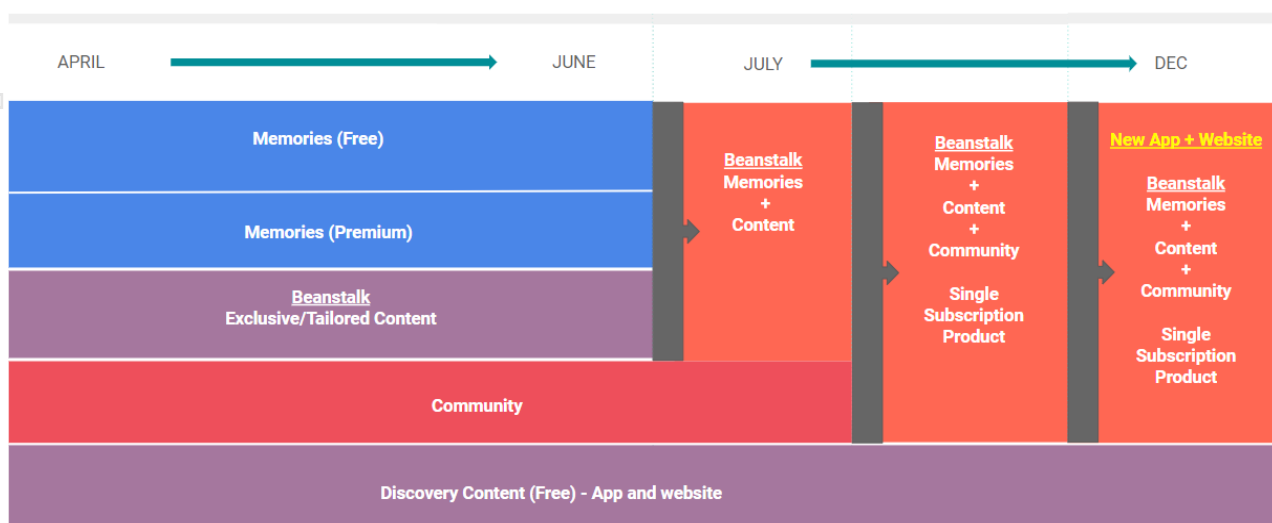 APRIL
JUNE
JULY
DEC
Memories (Free)
Memories (Premium)
Beanstalk
Exclusive/Tailored Content
Community
Discovery Content (Free) - App and website
Beanstalk
Memories
+
Content
Beanstalk
Memories
+
Content
+
Community
Single
Subscription
Product
New App + Website
Beanstalk
Memories
+
Content
+
Community
Single
Subscription
Product